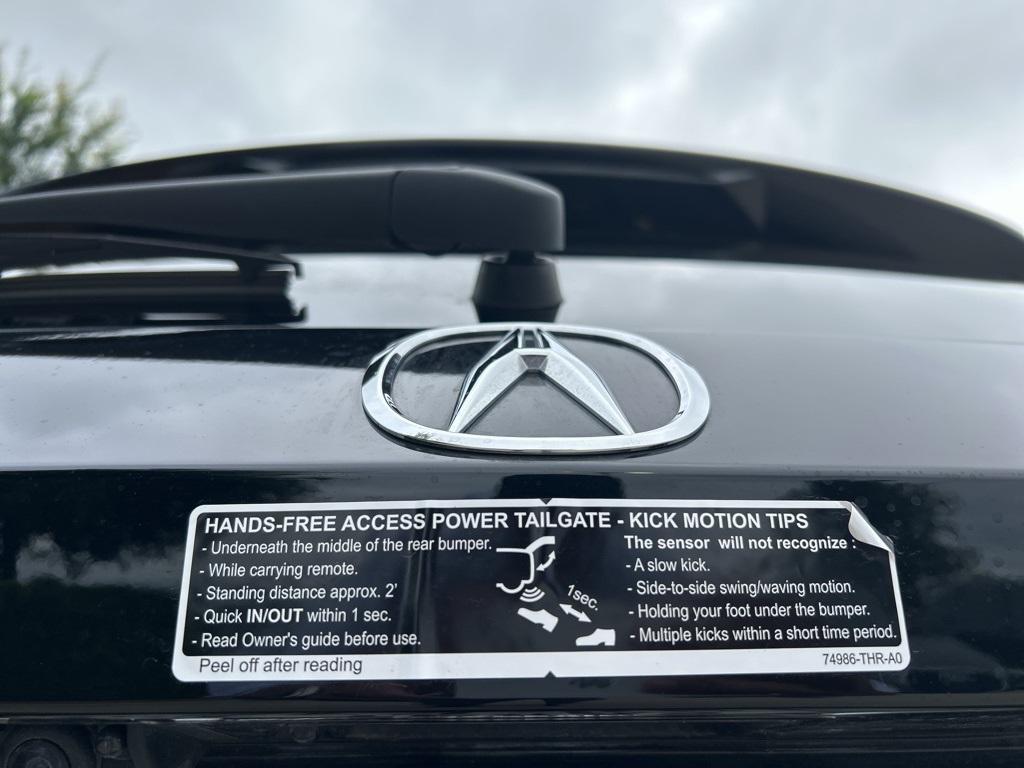 HANDS-FREE ACCESS POWER TAILGATE - KICK MOTION TIPS
- Underneath the middle of the rear bumper.
- While carrying remote.
- Standing distance approx. 2'
- Quick IN/OUT within 1 sec.
- Read Owner's guide before use.
1sec.
The sensor will not recognize :
- A slow kick.
- Side-to-side swing/waving motion.
- Holding your foot under the bumper.
- Multiple kicks within a short time period.
Peel off after reading
74986-THR-A0